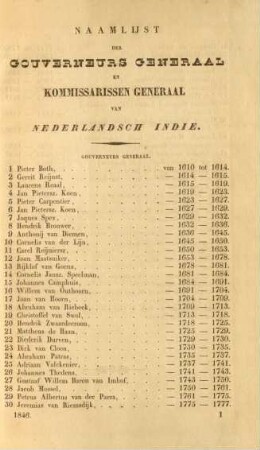 NAAMLIJST
DER
GOUVERNEURS GENERAAL
EN
KOMMISSARISSEN GENERAAL
VAN
NEDERLANDSCH INDIE.
GOUVERNEURS GENERAAL.
1 Pieter Both, van 1610 tot 1614.
2 Gerrit Reijnst, — 1614 — 1615.
3 Laurens Reaal, — 1615 — 1619.
4 Jan Pietersz. Koen, — 1619 — 1623.
5 Pieter Carpentier, — 1623 — 1627.
6 Jan Pietersz. Koen, — 1627 — 1629.
7 Jaques Spex, — 1629 — 1632.
8 Hendrik Brouwer, — 1632 — 1636.
9 Anthonij van Diemen, — 1636 — 1645.
10 Cornelis van der Lijn, — 1645 — 1650.
11 Carel Reijniersz, — 1650 — 1653.
12 Joan Maatsuiker, — 1653 — 1678.
13 Rijklof van Goens, — 1678 — 1681.
14 Cornelis Jansz. Speelman, — 1681 — 1684.
15 Johannes Camphuis, — 1684 — 1691.
16 Willem van Outhoorn, — 1691 — 1704.
17 Joan van Hoorn, — 1704 — 1709.
18 Abraham van Riebeek, — 1709 — 1713.
19 Christoffel van Swol, — 1713 — 1718.
20 Hendrik Zwaardecroon, — 1718 — 1725.
21 Mattheus de Haan, — 1725 — 1729.
22 Diederik Durven, — 1729 — 1730.
23 Dirk van Cloon, — 1730 — 1735.
24 Abraham Patras, — 1735 — 1737.
25 Adriaan Valckenier, — 1737 — 1741.
26 Johannes Thedens, — 1741 — 1743.
27 Gustaaf Willem Baron van Imhof, — 1743 — 1750.
28 Jacob Mossel, — 1750 — 1761.
29 Petrus Albertus van der Parra, — 1761 — 1775.
30 Jeremias van Riemsdijk, — 1775 — 1777.
1846. 1